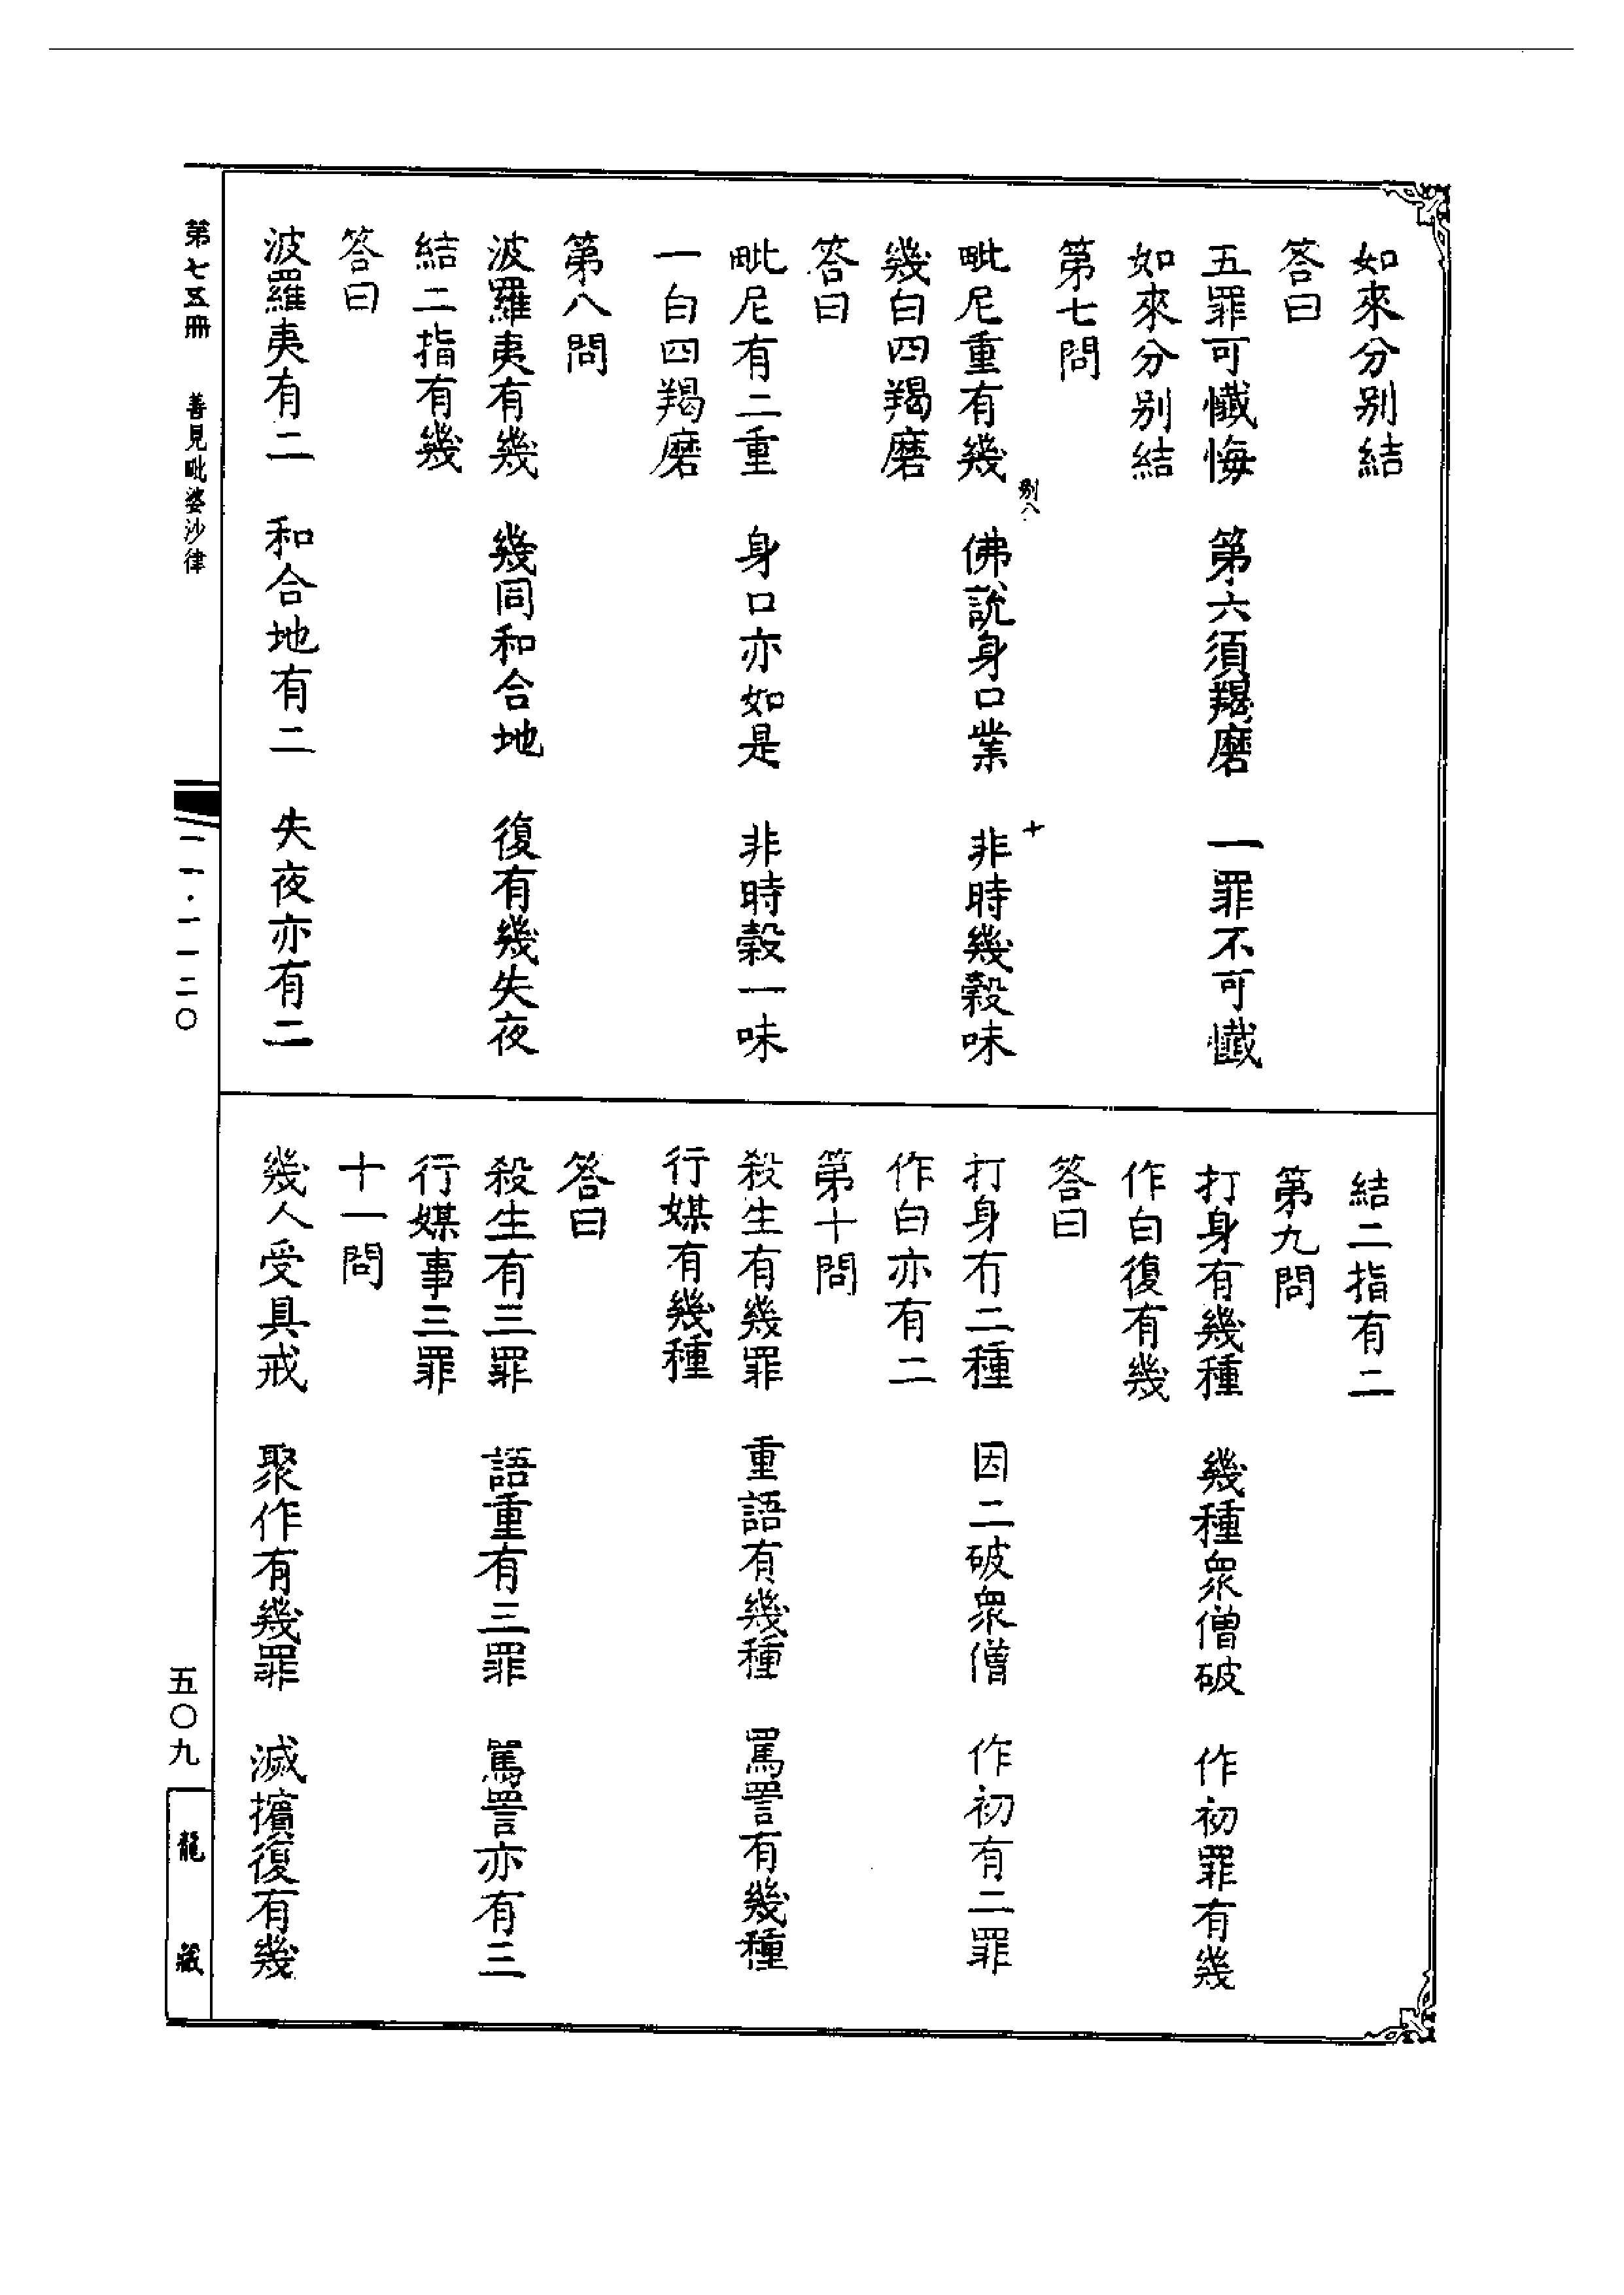 如來分別結
答曰
五罪可懺悔　第六須羯磨　一罪不可懺
如來分別結
第七問
別八　十
毗尼重有幾　佛說身口業　非時幾穀味
幾白四羯磨
答曰
毗尼有二重　身口亦如是　非時穀一味
一白四羯磨
第八問
波羅夷有幾　幾同和合地　復有幾失夜
結二指有幾
答曰
波羅夷有二　和合地有二　失夜亦有二
結二指有二
第九問
打身有幾種　幾種眾僧破　作初罪有幾
作白復有幾
答曰
打身有二種　因二破眾僧　作初有二罪
作白亦有二
第十問
殺生有幾罪　重語有幾種　罵詈有幾種
行媒有幾種
答曰
殺生有三罪　語重有三罪　罵詈亦有三
行媒事三罪
十一問
幾人受具戒　聚作有幾罪　滅擯復有幾
第七五冊　善見毗婆沙律
一一·一一二〇
五〇九
龍藏